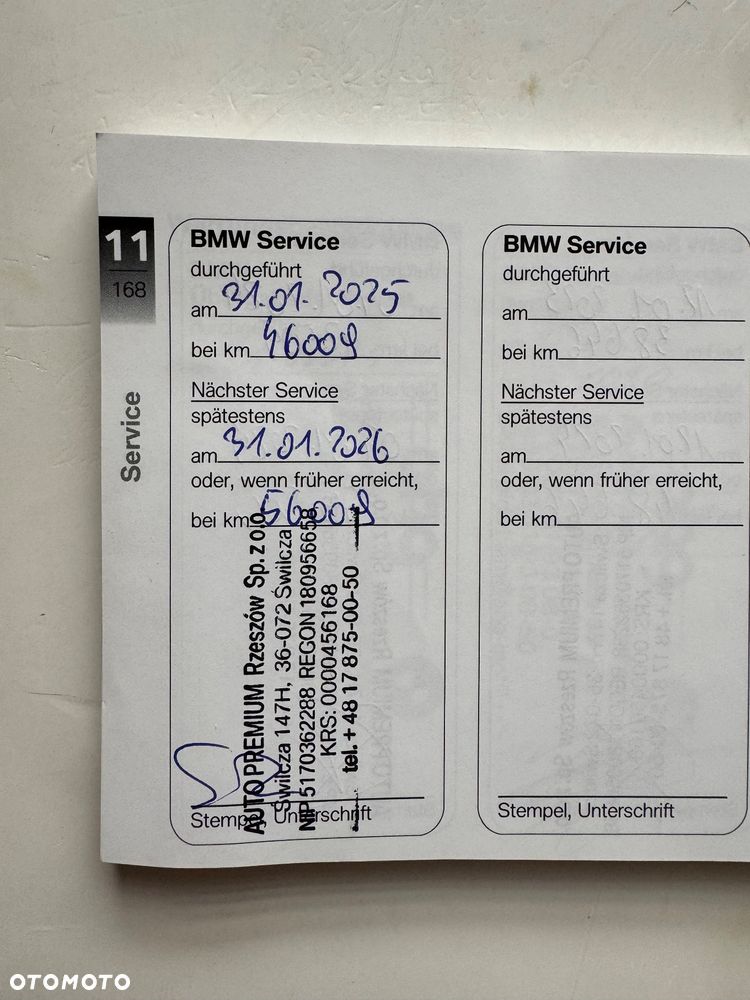 11
168
Service
BMW Service
durchgeführt
am 31.01.2025
bei km 46009
Nächster Service
spätestens
am 31.01.2026
oder, wenn früher erreicht,
bei km 56009
AUTO PREMIUM Rzeszów Sp. z o.o.
Świlcza 147H, 36-072 Świlcza
NIP 5170362288 REGON 180956658
KRS: 0000456168
tel. +48 17 875-00-50
Stempel, Unterschrift
BMW Service
durchgeführt
am
bei km
Nächster Service
spätestens
am
oder, wenn früher erreicht,
bei km
Stempel, Unterschrift
OTOMOTO